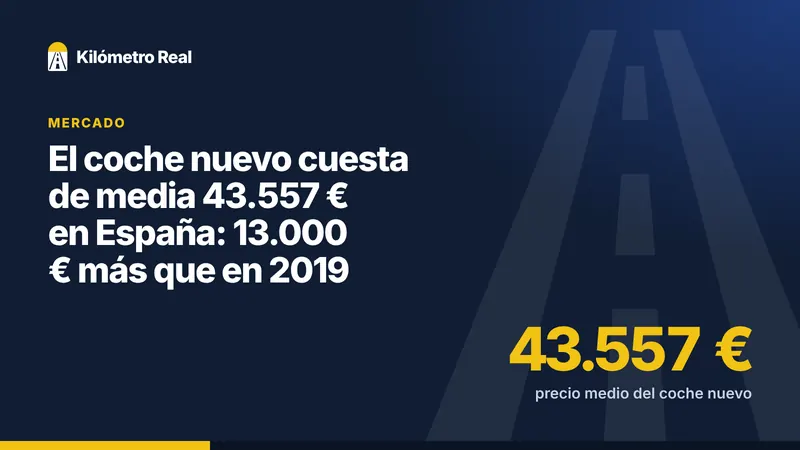 Kilómetro Real
MERCADO
El coche nuevo cuesta
de media 43.557 €
en España: 13.000
€ más que en 2019
43.557 €
precio medio del coche nuevo